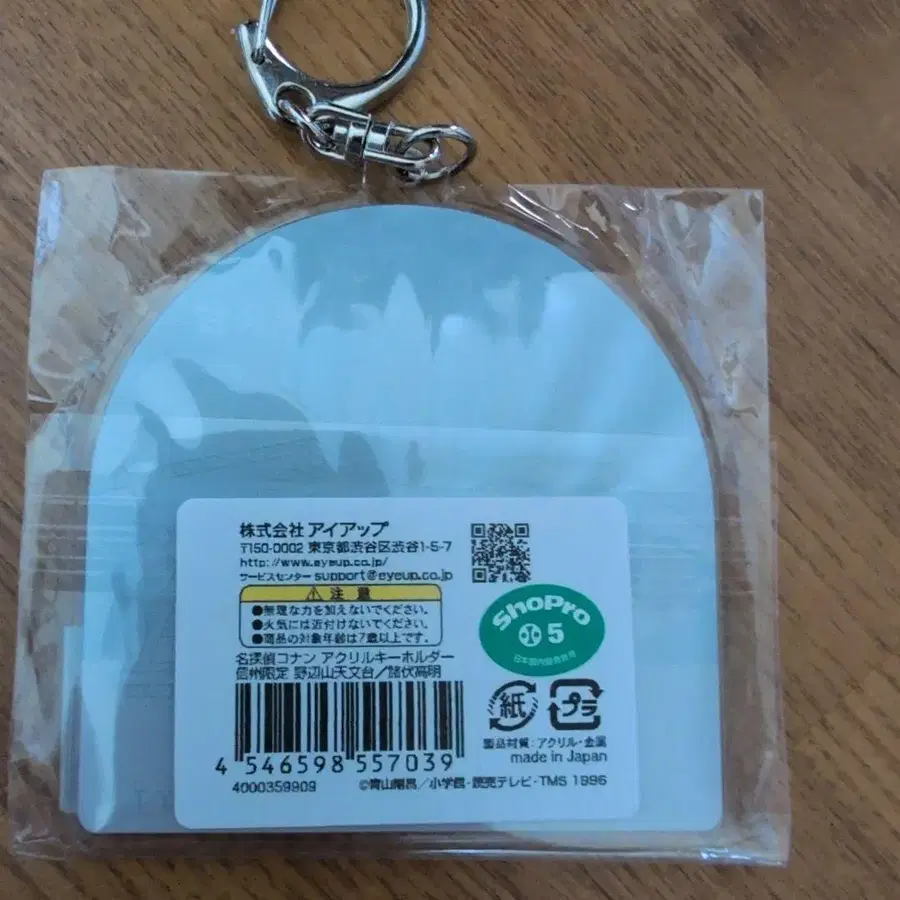 株式会社 アイアップ
〒150-0002 東京都渋谷区渋谷1-5-7
http://www.eyeup.co.jp/
サービスセンター support@eyeup.co.jp
注 意
●無理な力を加えないでください。
●火気には近付けないでください。
●商品の対象年齢は7歳以上です。
名探偵コナン アクリルキーホルダー
信州限定 野辺山天文台／諸伏高明
4 546598 557039
4000359909
ShoPro
5
紙
プラ
製品材質：アクリル・金属
made in Japan
©青山剛昌／小学館・読売テレビ・TMS 1996